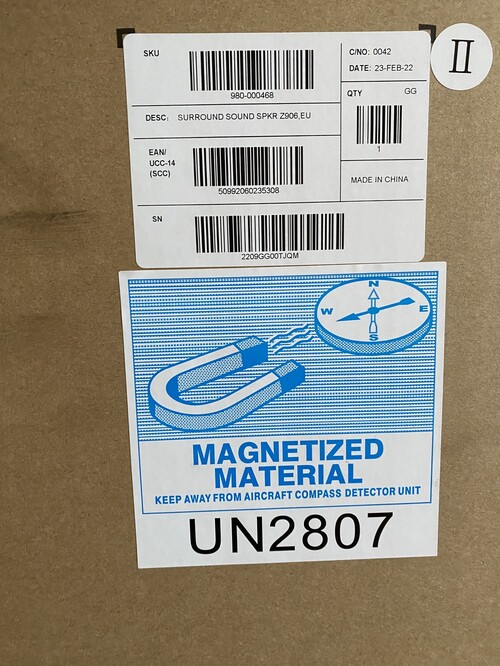 SKU
980-000468
C/NO: 0042
DATE: 23-FEB-22
II
DESC: SURROUND SOUND SPKR Z906,EU
QTY GG
1
EAN/
UCC-14
(SCC)
50992060235308
MADE IN CHINA
SN
2209GG00TJQM
N
W E
S
MAGNETIZED
MATERIAL
KEEP AWAY FROM AIRCRAFT COMPASS DETECTOR UNIT
UN2807